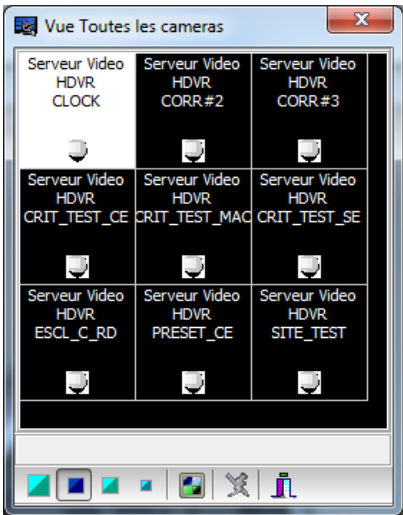 Vue Toutes les cameras
Serveur Video
HDVR
CLOCK
Serveur Video
HDVR
CORR#2
Serveur Video
HDVR
CORR#3
Serveur Video
HDVR
CRIT_TEST_CE
Serveur Video
HDVR
CRIT_TEST_MAC
Serveur Video
HDVR
CRIT_TEST_SE
Serveur Video
HDVR
ESCL_C_RD
Serveur Video
HDVR
PRESET_CE
Serveur Video
HDVR
SITE_TEST